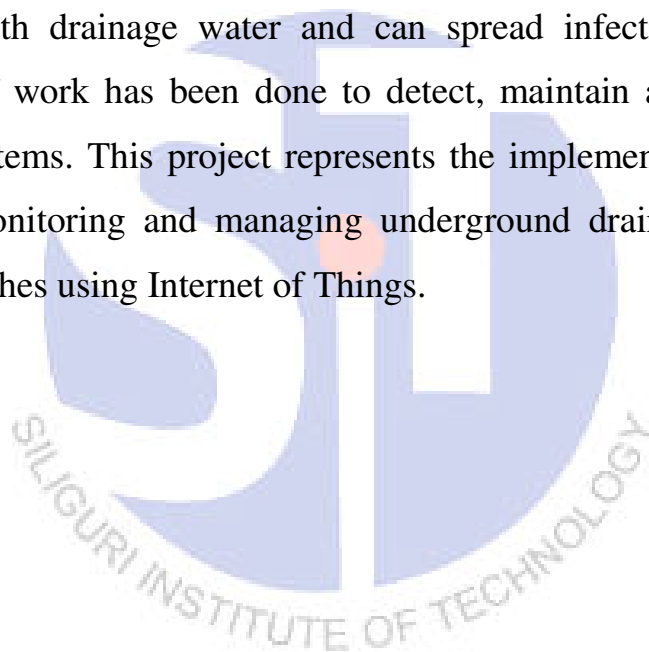 th drainage water and can spread infect
work has been done to detect, maintain a
tems. This project represents the implemen
onitoring and managing underground drai
hes using Internet of Things.
SiT
SILIGURI INSTITUTE OF TECHNOLOGY